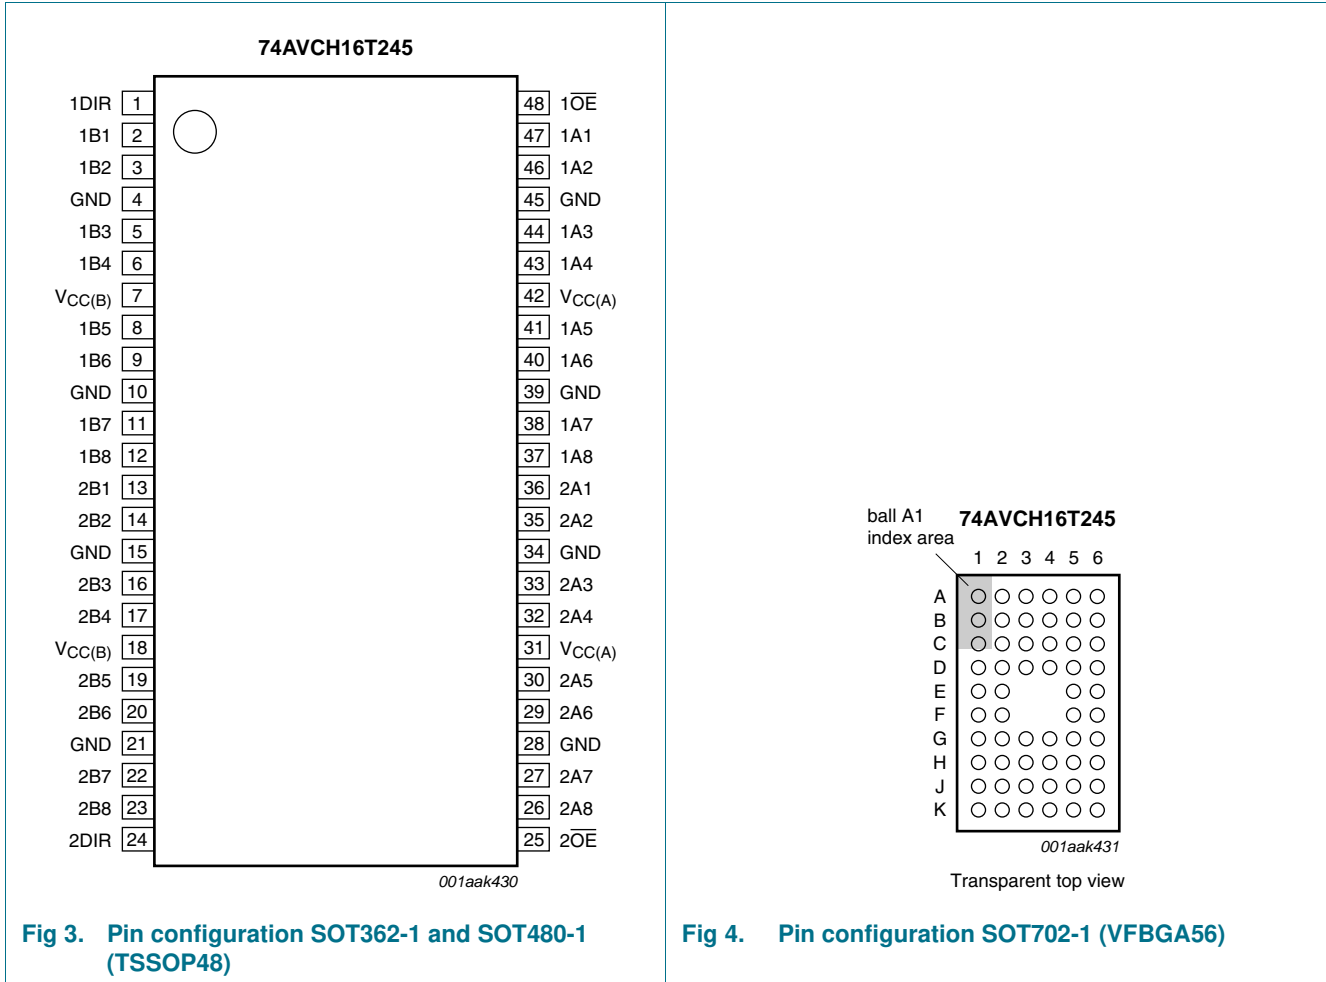 74AVCH16T245
1DIR 1 48 1OE
1B1 2 47 1A1
1B2 3 46 1A2
GND 4 45 GND
1B3 5 44 1A3
1B4 6 43 1A4
VCC(B) 7 42 VCC(A)
1B5 8 41 1A5
1B6 9 40 1A6
GND 10 39 GND
1B7 11 38 1A7
1B8 12 37 1A8
2B1 13 36 2A1
2B2 14 35 2A2
GND 15 34 GND
2B3 16 33 2A3
2B4 17 32 2A4
VCC(B) 18 31 VCC(A)
2B5 19 30 2A5
2B6 20 29 2A6
GND 21 28 GND
2B7 22 27 2A7
2B8 23 26 2A8
2DIR 24 25 2OE
001aak430
Fig 3. Pin configuration SOT362-1 and SOT480-1
(TSSOP48)
ball A1
index area
74AVCH16T245
1 2 3 4 5 6
A
B
C
D
E
F
G
H
J
K
001aak431
Transparent top view
Fig 4. Pin configuration SOT702-1 (VFBGA56)